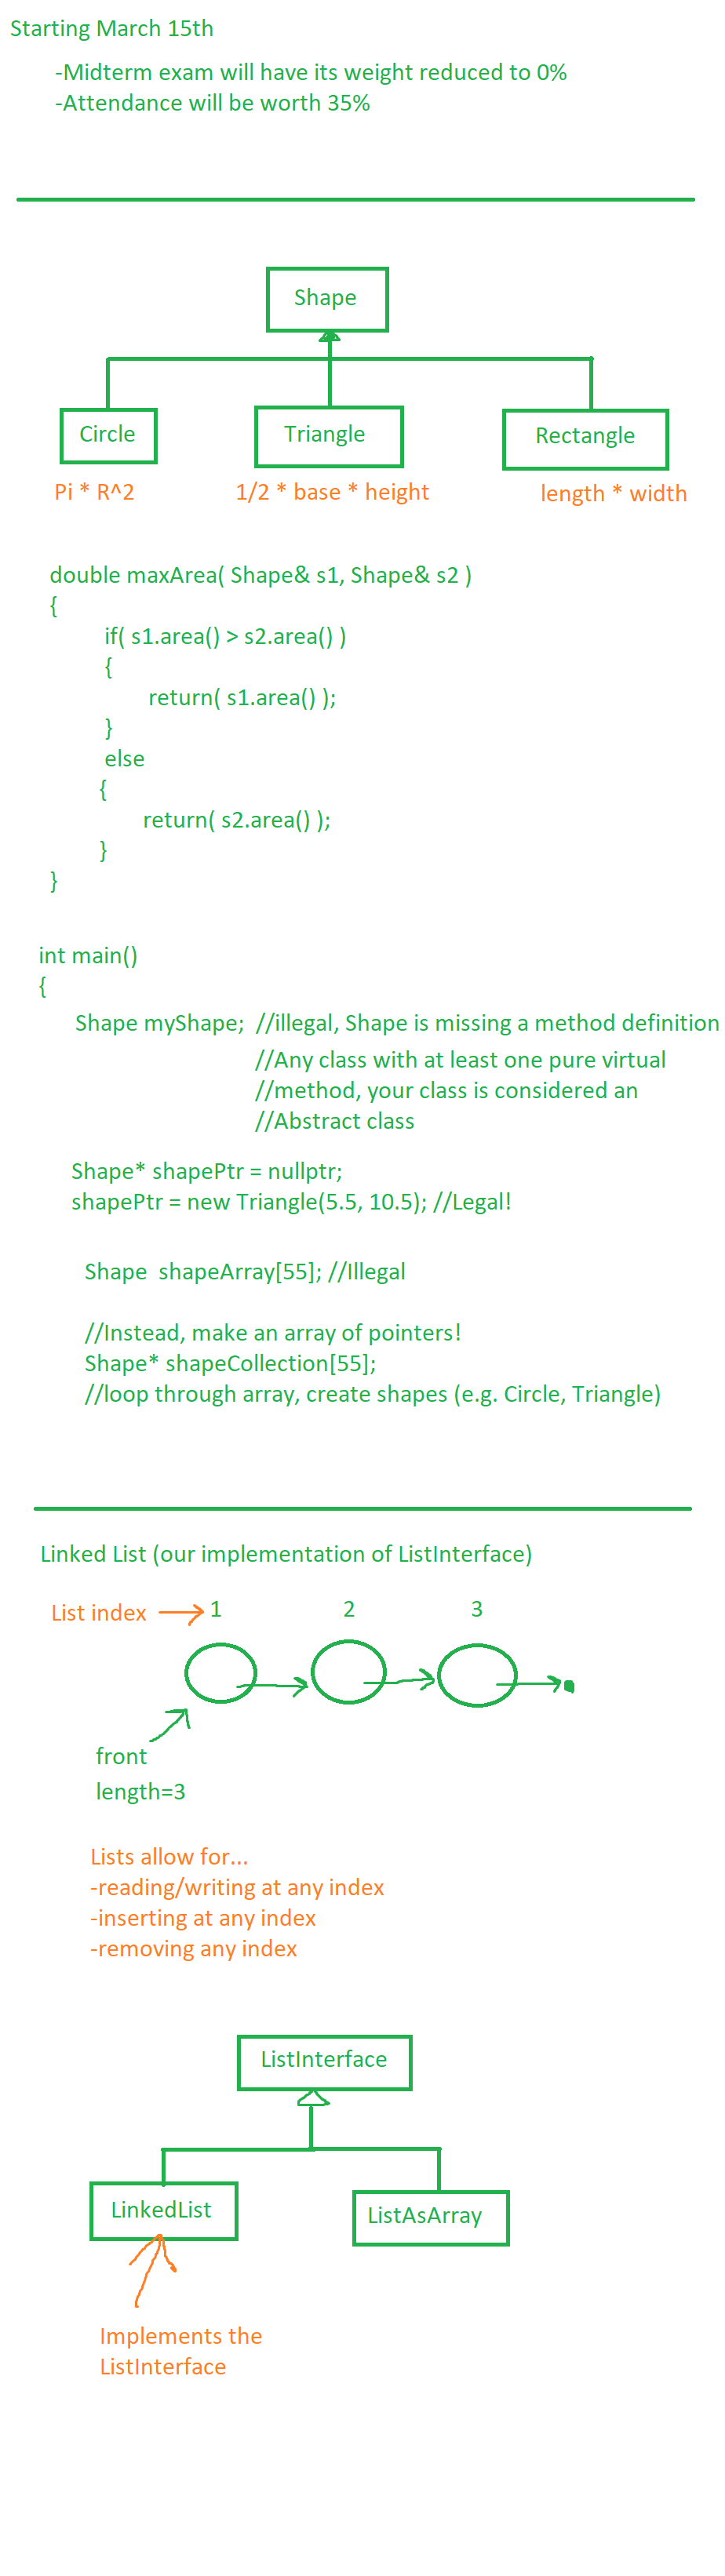 Starting March 15th
-Midterm exam will have its weight reduced to 0%
-Attendance will be worth 35%
Shape
Circle
Triangle
Rectangle
Pi * R^2
1/2 * base * height
length * width
double maxArea( Shape& s1, Shape& s2 )
{
if( s1.area() > s2.area() )
{
return( s1.area() );
}
else
{
return( s2.area() );
}
}
int main()
{
Shape myShape;  //illegal, Shape is missing a method definition
//Any class with at least one pure virtual
//method, your class is considered an
//Abstract class
Shape* shapePtr = nullptr;
shapePtr = new Triangle(5.5, 10.5); //Legal!
Shape  shapeArray[55]; //Illegal
//Instead, make an array of pointers!
Shape* shapeCollection[55];
//loop through array, create shapes (e.g. Circle, Triangle)
Linked List (our implementation of ListInterface)
List index
1
2
3
front
length=3
Lists allow for...
-reading/writing at any index
-inserting at any index
-removing any index
ListInterface
LinkedList
ListAsArray
Implements the
ListInterface